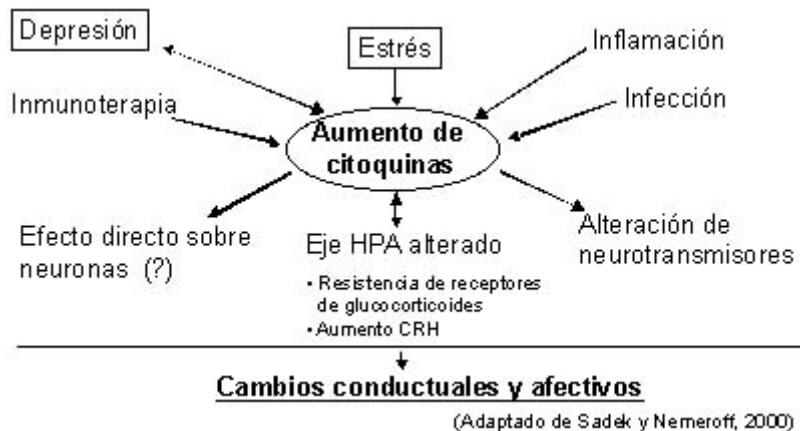 Depresión
Estrés
Inflamación
Inmunoterapia
Infección
Aumento de
citoquinas
Efecto directo sobre
neuronas (?)
Eje HPA alterado
• Resistencia de receptores
de glucocorticoides
• Aumento CRH
Alteración de
neurotransmisores
Cambios conductuales y afectivos
(Adaptado de Sadek y Nemeroff, 2000)